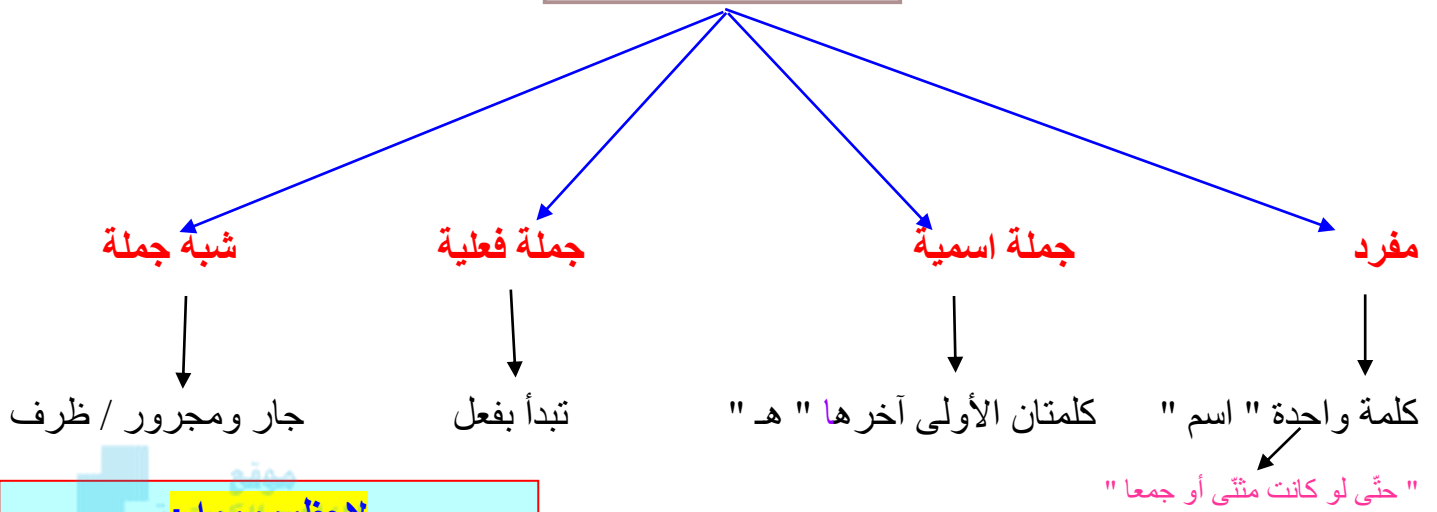 مفرد
جملة اسمية
جملة فعلية
شبه جملة
كلمة واحدة " اسم "
كلمتان الأولى آخرها " هـ "
تبدأ بفعل
جار ومجرور / ظرف
" حتّى لو كانت مثنّى أو جمعا "
موقع